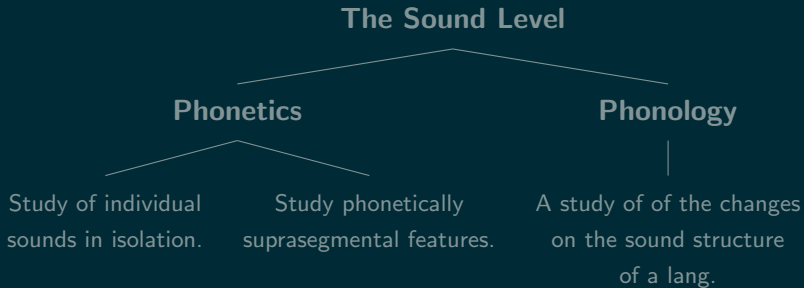 The Sound Level
Phonetics
Phonology
Study of individual
sounds in isolation.
Study phonetically
suprasegmental features.
A study of of the changes
on the sound structure
of a lang.